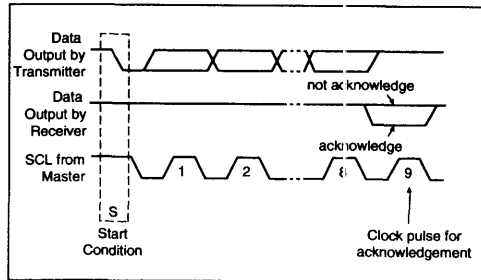 Data
Output by
Transmitter
not acknowledge
Data
Output by
Receiver
acknowledge
SCL from
Master
1 2 8 9
S
Start
Condition
Clock pulse for
acknowledgement